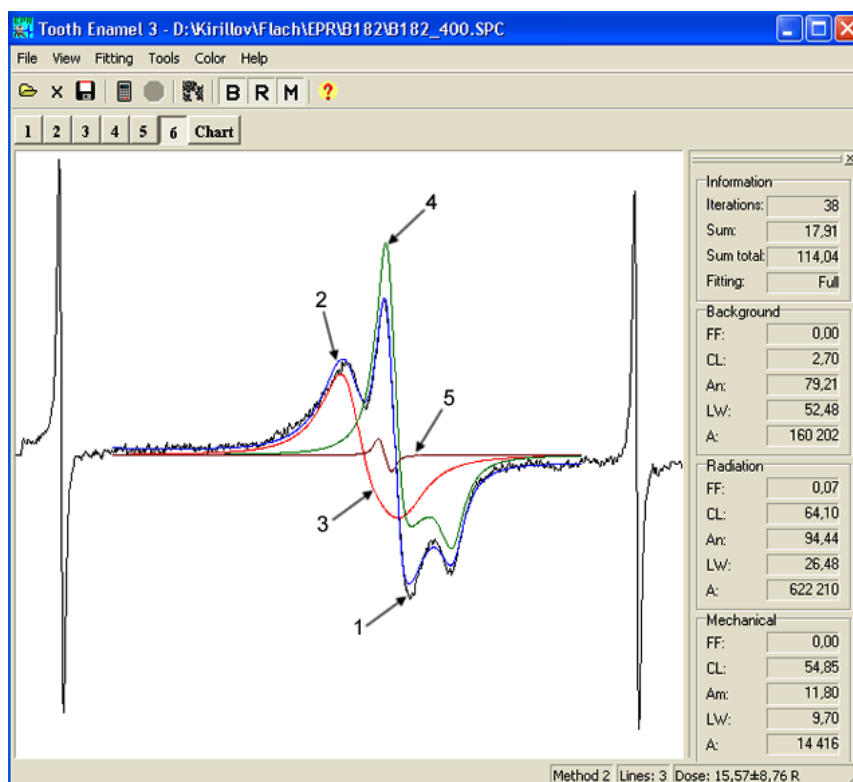 Tooth Enamel 3 - D:\Kirillov\Flach\EPR\B182\B182_400.SPC
File View Fitting Tools Color Help
B R M ?
1 2 3 4 5 6 Chart
4
2
5
3
1
Information
Iterations: 38
Sum: 17,91
Sum total: 114,04
Fitting: Full
Background
FF: 0,00
CL: 2,70
An: 79,21
LW: 52,48
A: 160 202
Radiation
FF: 0,07
CL: 64,10
An: 94,44
LW: 26,48
A: 622 210
Mechanical
FF: 0,00
CL: 54,85
Am: 11,80
LW: 9,70
A: 14 416
Method 2 Lines: 3 Dose: 15,57±8,76 R